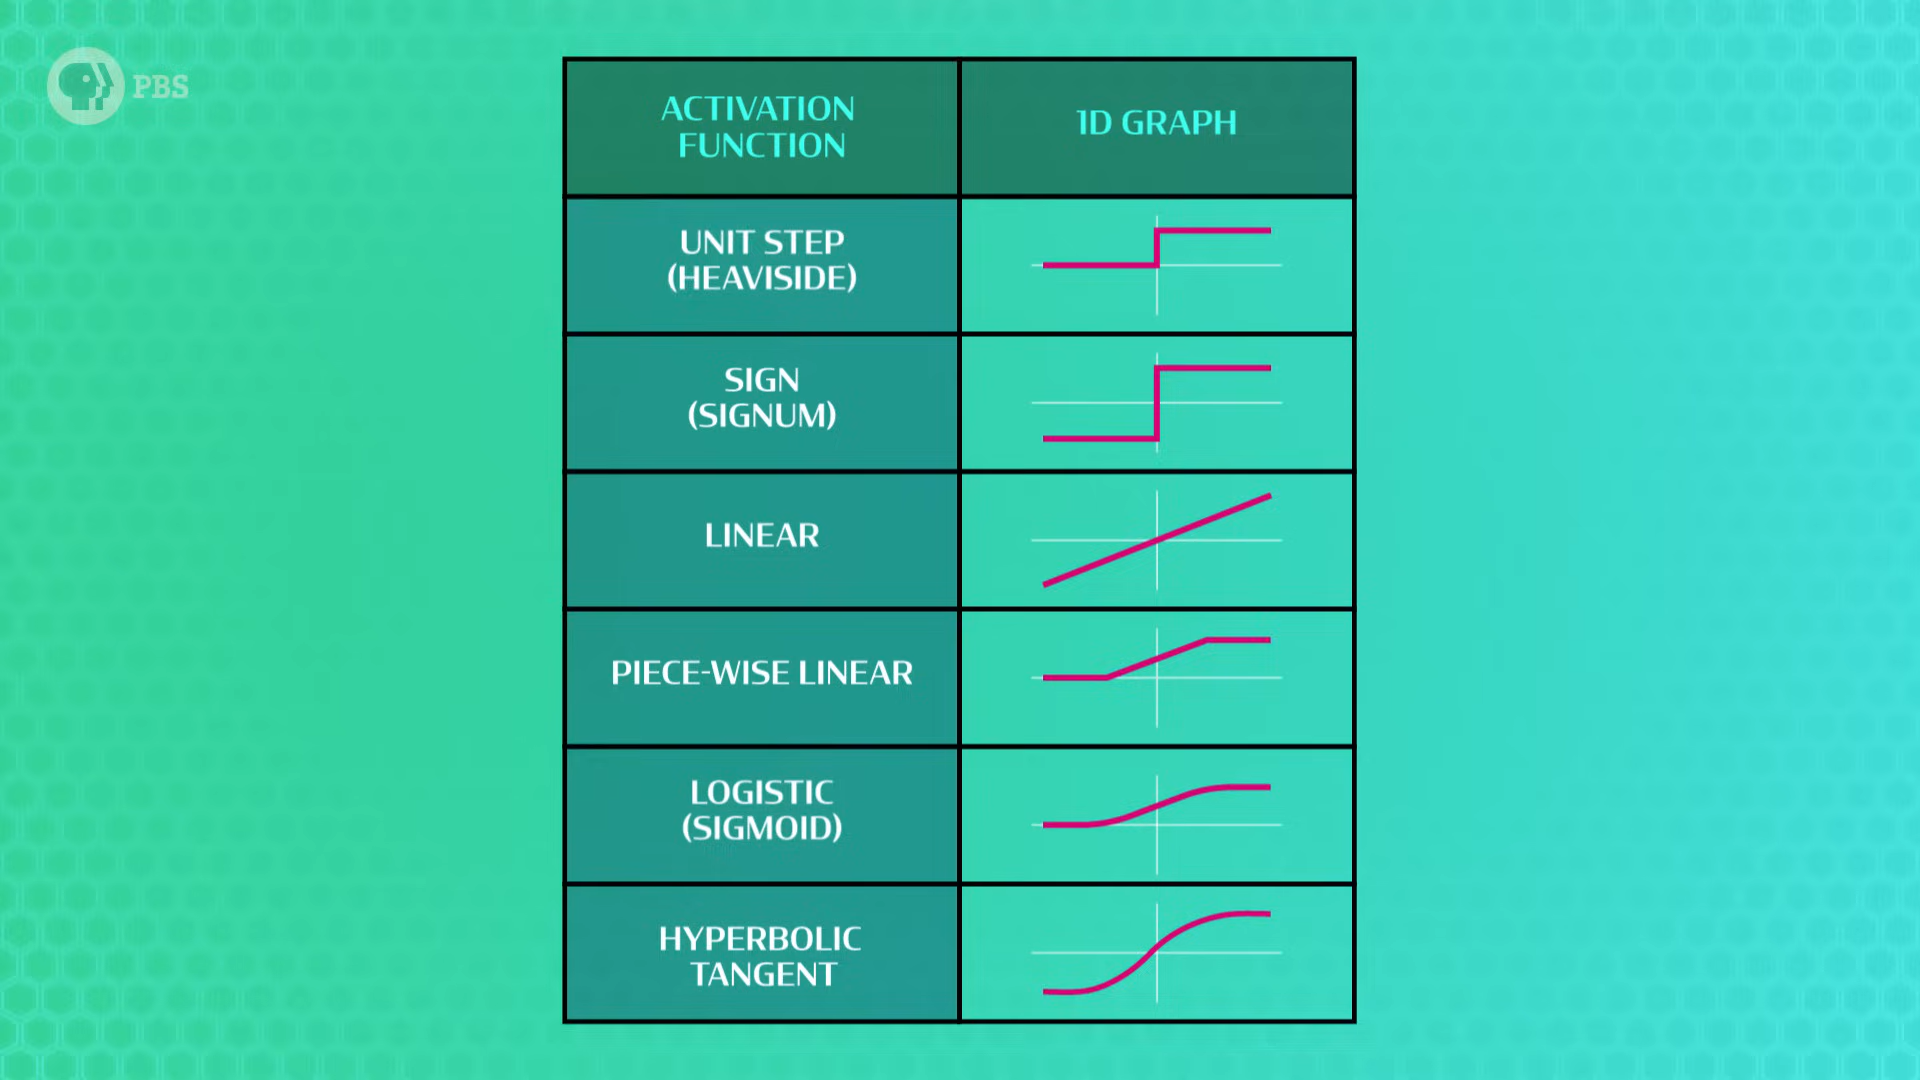 PBS
ACTIVATION
FUNCTION
1D GRAPH
UNIT STEP
(HEAVISIDE)
SIGN
(SIGNUM)
LINEAR
PIECE-WISE LINEAR
LOGISTIC
(SIGMOID)
HYPERBOLIC
TANGENT